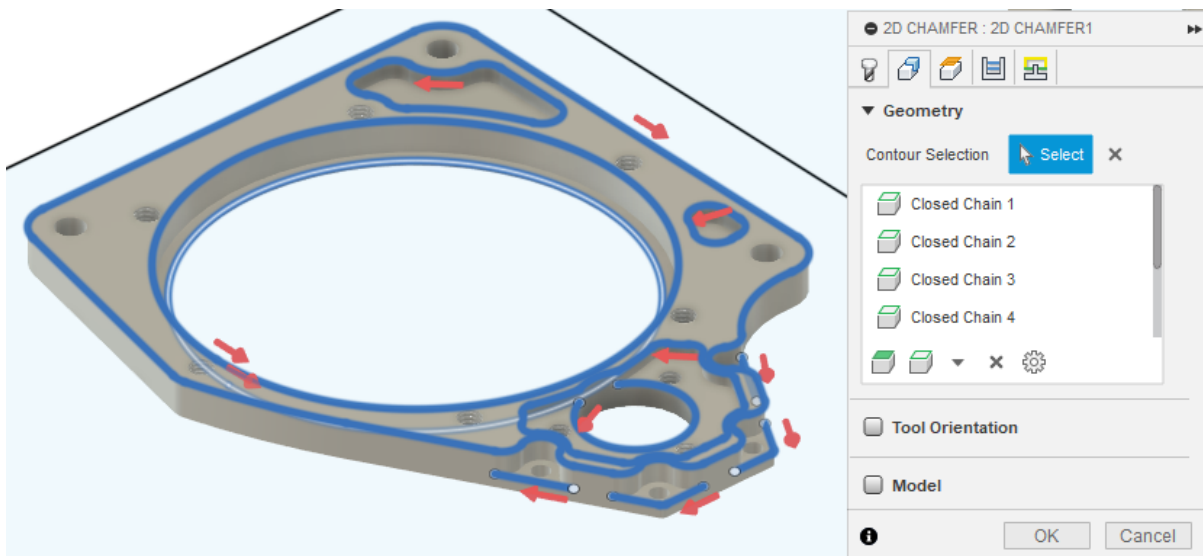 2D CHAMFER : 2D CHAMFER1
Geometry
Contour Selection Select
Closed Chain 1
Closed Chain 2
Closed Chain 3
Closed Chain 4
Tool Orientation
Model
OK Cancel